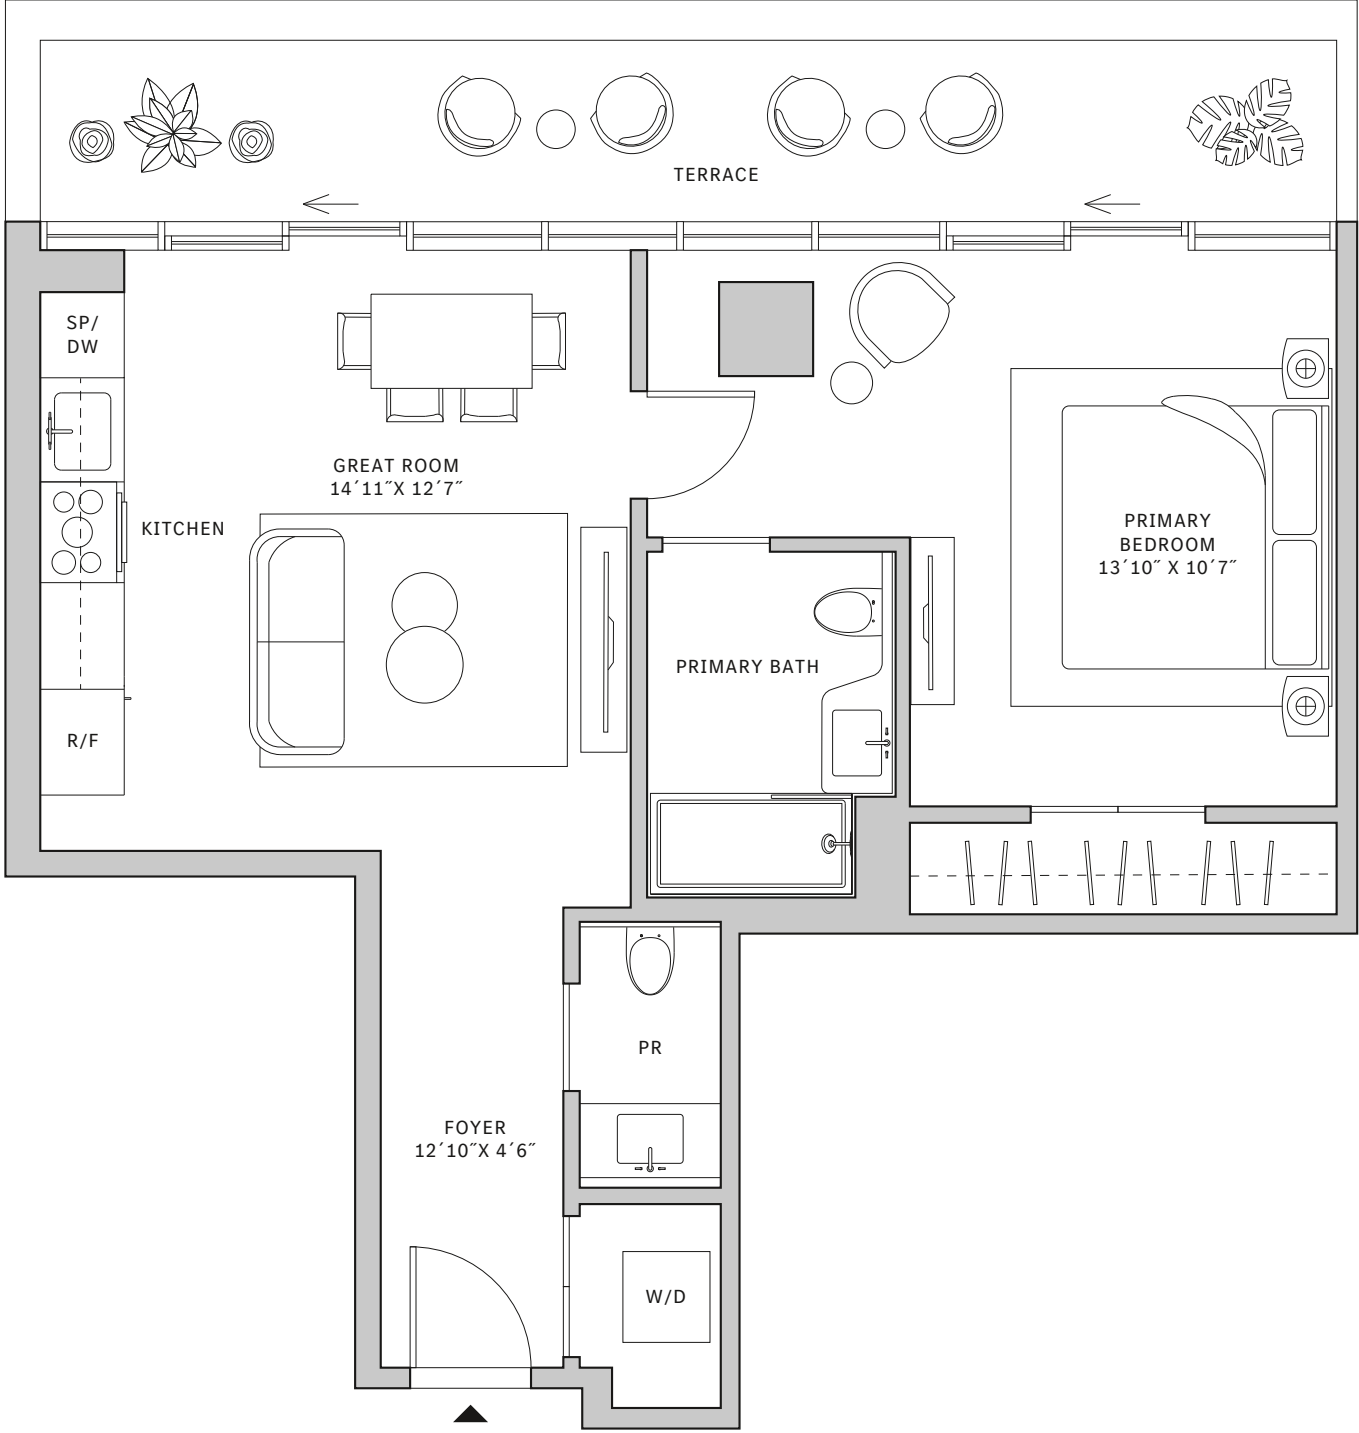 TERRACE
SP/
DW
GREAT ROOM
14´11˝X 12´7˝
KITCHEN
PRIMARY
BEDROOM
13´10˝ X 10´7˝
PRIMARY BATH
R/F
PR
FOYER
12´10˝X 4´6˝
W/D